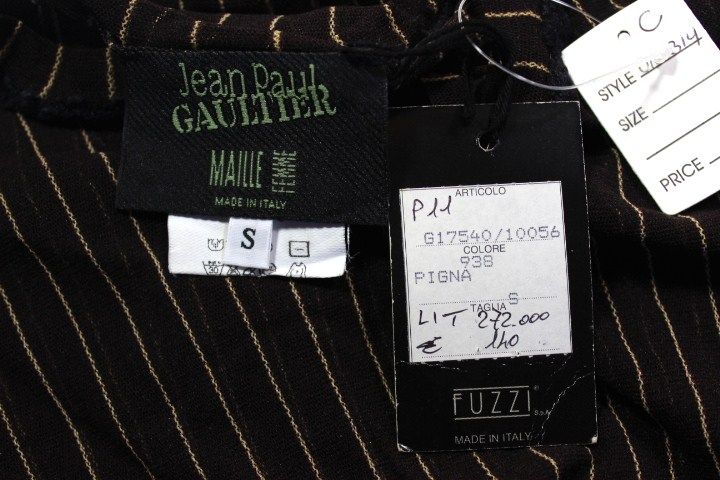 Jean Paul
GAULTIER
MAILLE FEMME
MADE IN ITALY
S
30
ARTICOLO
P11
G17540/10056
COLORE
938
PIGNA
S
TAGLIA
LIT 272.000
€ 140
FUZZI S.p.A.
MADE IN ITALY
C
STYLE
SIZE
PRICE